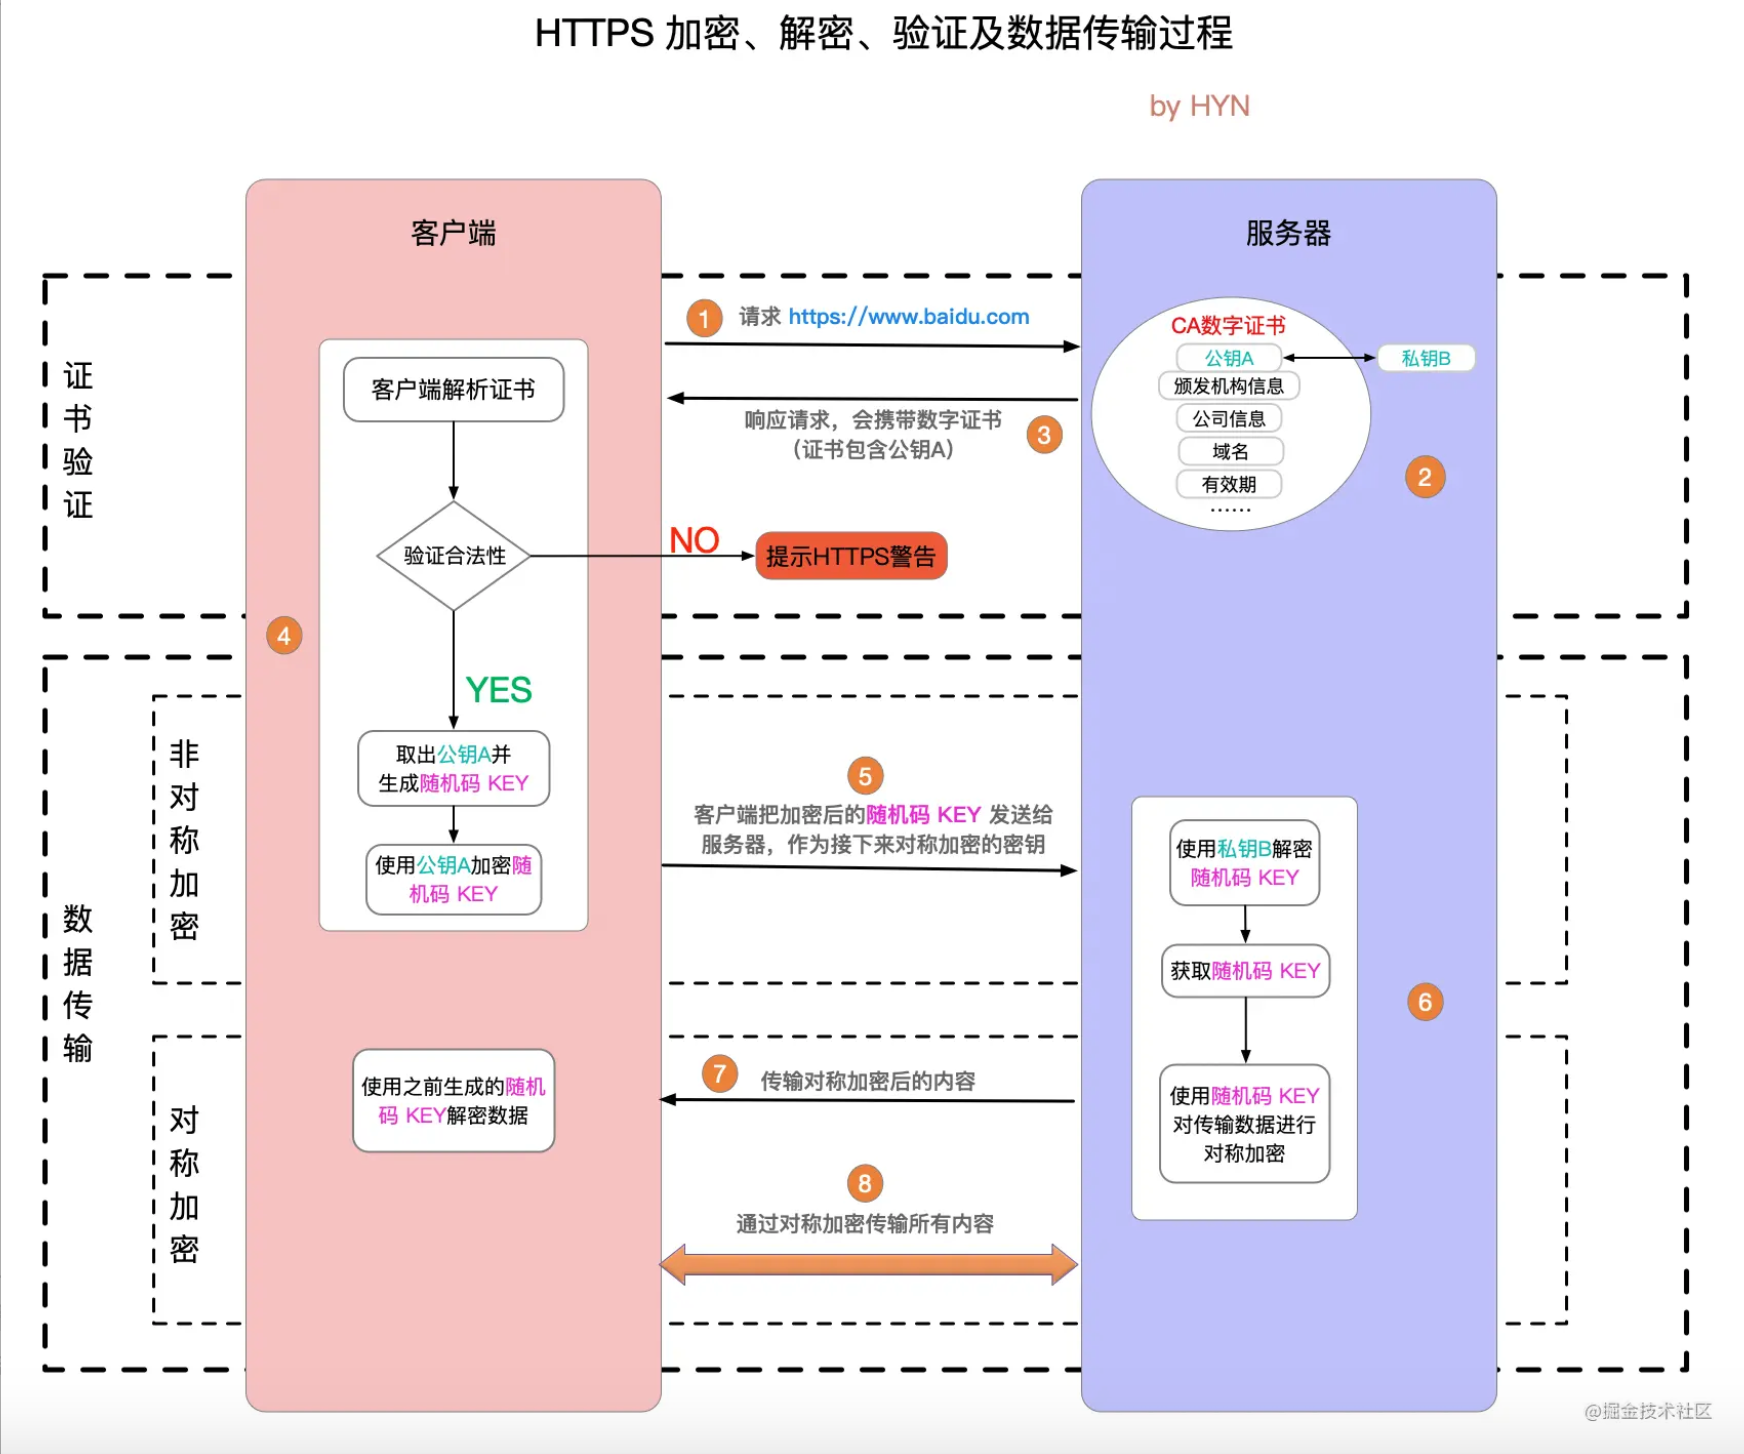 HTTPS 加密、解密、验证及数据传输过程
by HYN
客户端
服务器
证书验证
1
请求 https://www.baidu.com
CA数字证书
公钥A
私钥B
颁发机构信息
公司信息
域名
有效期
......
2
响应请求，会携带数字证书
（证书包含公钥A）
3
客户端解析证书
验证合法性
NO
提示HTTPS警告
4
YES
数据传输
非对称加密
取出公钥A并
生成随机码 KEY
使用公钥A加密随
机码 KEY
5
客户端把加密后的随机码 KEY 发送给
服务器，作为接下来对称加密的密钥
使用私钥B解密
随机码 KEY
获取随机码 KEY
6
使用随机码 KEY
对传输数据进行
对称加密
对称加密
7
传输对称加密后的内容
使用之前生成的随机
码 KEY解密数据
8
通过对称加密传输所有内容
@掘金技术社区